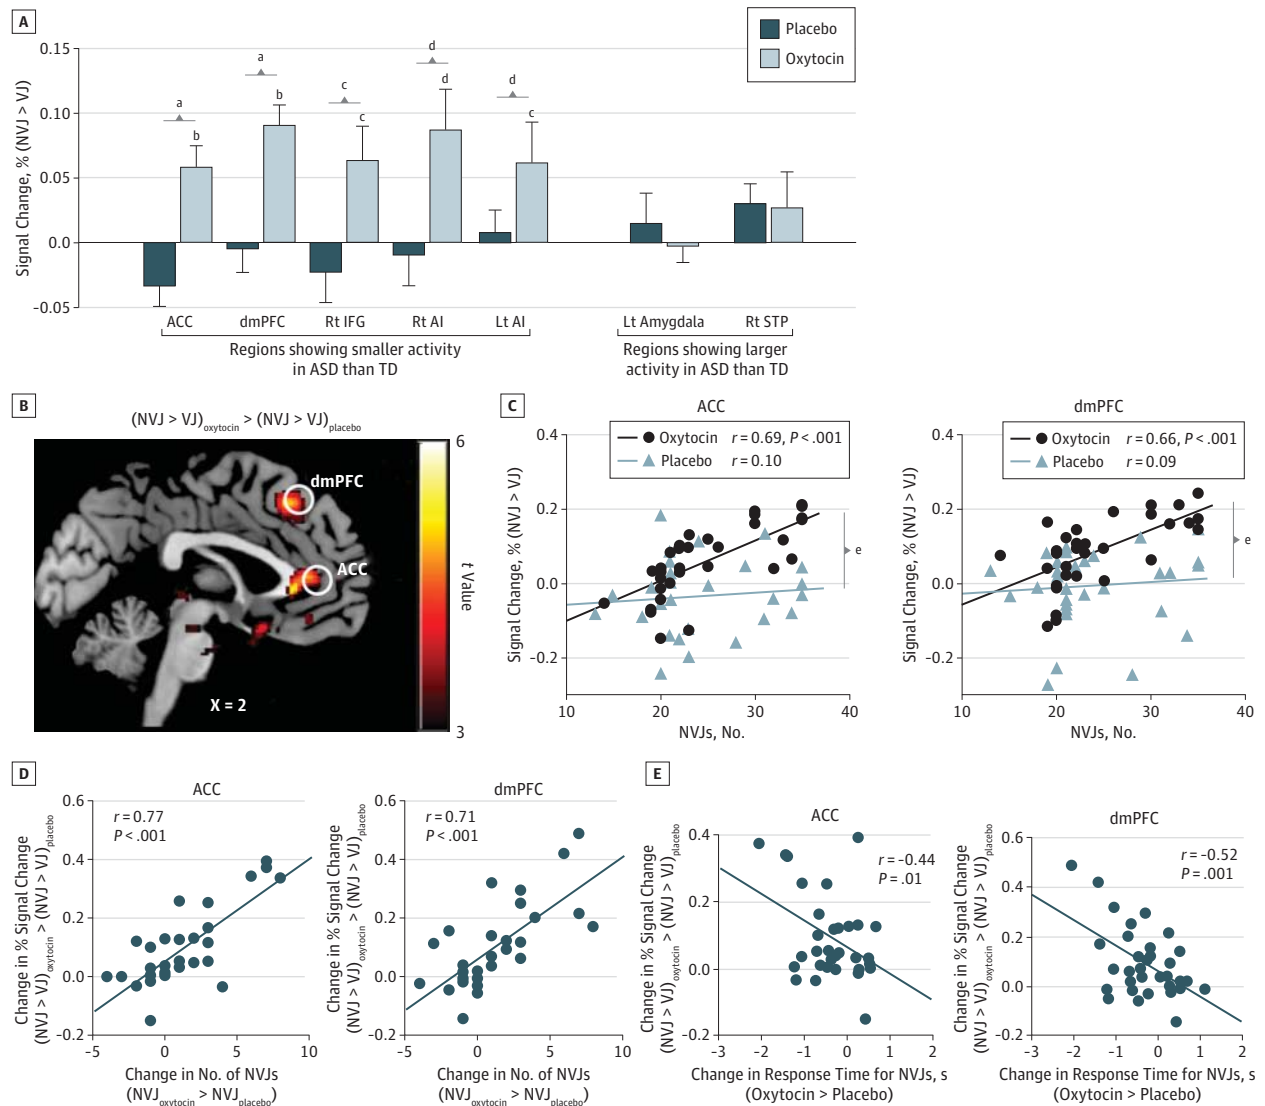 A
Placebo
Oxytocin
Signal Change, % (NVJ > VJ)
0.15
0.10
0.05
0.0
-0.05
a
b
a
b
c
c
d
d
d
c
ACC
dmPFC
Rt IFG
Rt AI
Lt AI
Lt Amygdala
Rt STP
Regions showing smaller activity
in ASD than TD
Regions showing larger
activity in ASD than TD
B
(NVJ > VJ)oxytocin > (NVJ > VJ)placebo
dmPFC
ACC
X = 2
6
t Value
3
C
ACC
Oxytocin r = 0.69, P < .001
Placebo r = 0.10
Signal Change, % (NVJ > VJ)
0.4
0.2
0.0
-0.2
10 20 30 40
NVJs, No.
e
dmPFC
Oxytocin r = 0.66, P < .001
Placebo r = 0.09
Signal Change, % (NVJ > VJ)
0.4
0.2
0.0
-0.2
10 20 30 40
NVJs, No.
e
D
ACC
r = 0.77
P < .001
Change in % Signal Change
(NVJ > VJ)oxytocin > (NVJ > VJ)placebo
0.6
0.4
0.2
0.0
-0.2
-5 0 5 10
Change in No. of NVJs
(NVJoxytocin > NVJplacebo)
dmPFC
r = 0.71
P < .001
Change in % Signal Change
(NVJ > VJ)oxytocin > (NVJ > VJ)placebo
0.6
0.4
0.2
0.0
-0.2
-5 0 5 10
Change in No. of NVJs
(NVJoxytocin > NVJplacebo)
E
ACC
r = -0.44
P = .01
Change in % Signal Change
(NVJ > VJ)oxytocin > (NVJ > VJ)placebo
0.4
0.2
0.0
-0.2
-3 -2 -1 0 1 2
Change in Response Time for NVJs, s
(Oxytocin > Placebo)
dmPFC
r = -0.52
P = .001
Change in % Signal Change
(NVJ > VJ)oxytocin > (NVJ > VJ)placebo
0.6
0.4
0.2
0.0
-0.2
-3 -2 -1 0 1 2
Change in Response Time for NVJs, s
(Oxytocin > Placebo)